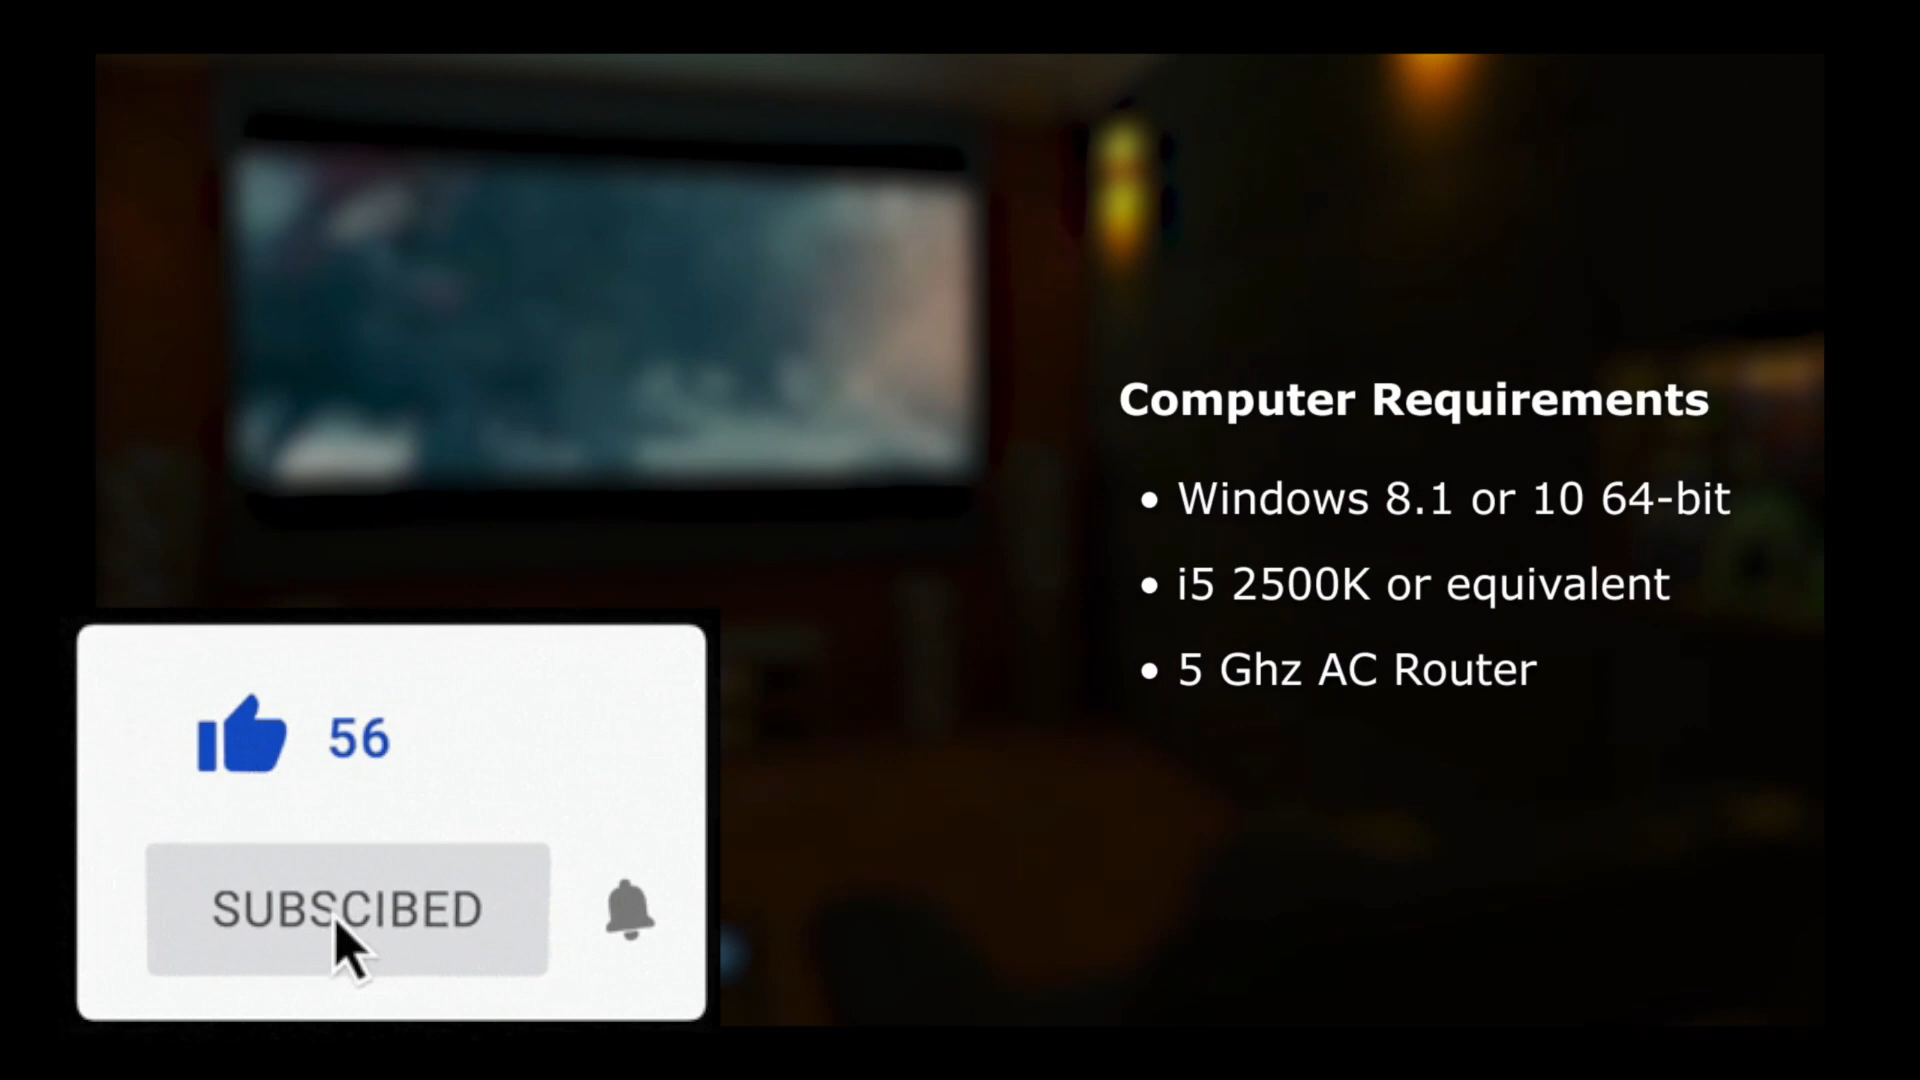 Computer Requirements
• Windows 8.1 or 10 64-bit
• i5 2500K or equivalent
• 5 Ghz AC Router
56
SUBSCIBED